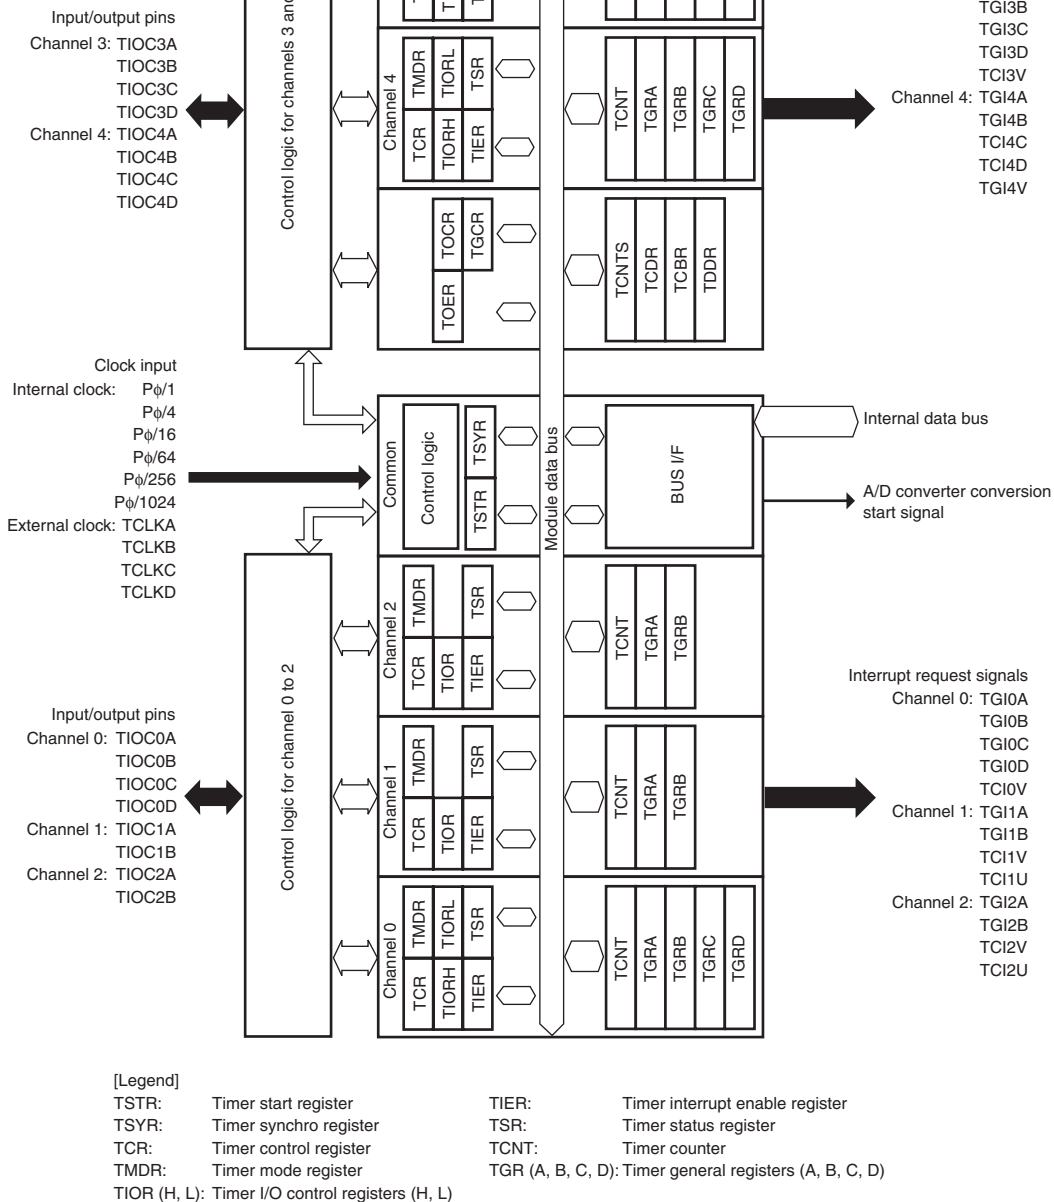 Input/output pins
Channel 3: TIOC3A
TIOC3B
TIOC3C
TIOC3D
Channel 4: TIOC4A
TIOC4B
TIOC4C
TIOC4D
Control logic for channels 3 and
Channel 4
TMDR
TIORL
TSR
TCR
TIORH
TIER
TCNT
TGRA
TGRB
TGRC
TGRD
TGI3B
TGI3C
TGI3D
TCI3V
Channel 4: TGI4A
TGI4B
TCI4C
TCI4D
TGI4V
TOCR
TGCR
TOER
TCNTS
TCDR
TCBR
TDDR
Clock input
Internal clock: Pϕ/1
Pϕ/4
Pϕ/16
Pϕ/64
Pϕ/256
Pϕ/1024
External clock: TCLKA
TCLKB
TCLKC
TCLKD
Common
Control logic
TSYR
TSTR
Module data bus
BUS I/F
Internal data bus
A/D converter conversion
start signal
Channel 2
TMDR
TSR
TCR
TIOR
TIER
TCNT
TGRA
TGRB
Input/output pins
Channel 0: TIOC0A
TIOC0B
TIOC0C
TIOC0D
Channel 1: TIOC1A
TIOC1B
Channel 2: TIOC2A
TIOC2B
Control logic for channel 0 to 2
Channel 1
TMDR
TSR
TCR
TIOR
TIER
TCNT
TGRA
TGRB
Interrupt request signals
Channel 0: TGI0A
TGI0B
TGI0C
TGI0D
TCI0V
Channel 1: TGI1A
TGI1B
TCI1V
TCI1U
Channel 2: TGI2A
TGI2B
TCI2V
TCI2U
Channel 0
TMDR
TIORL
TSR
TCR
TIORH
TIER
TCNT
TGRA
TGRB
TGRC
TGRD
[Legend]
TSTR: Timer start register
TSYR: Timer synchro register
TCR: Timer control register
TMDR: Timer mode register
TIOR (H, L): Timer I/O control registers (H, L)
TIER: Timer interrupt enable register
TSR: Timer status register
TCNT: Timer counter
TGR (A, B, C, D): Timer general registers (A, B, C, D)